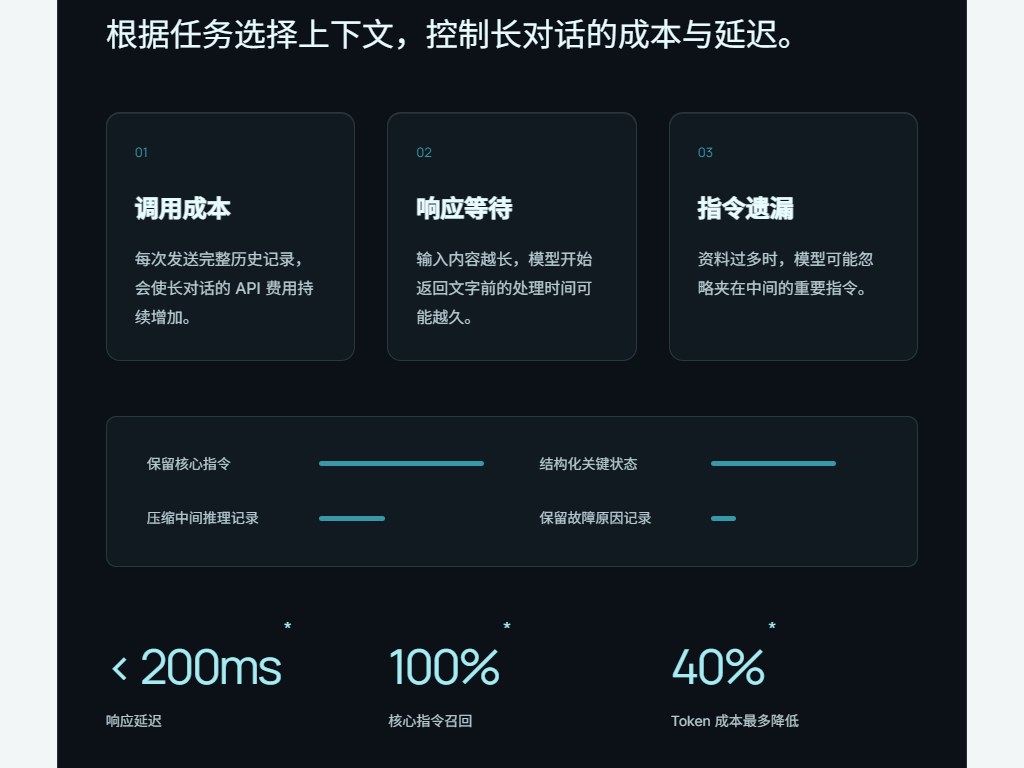 根据任务选择上下文，控制长对话的成本与延迟。
01
调用成本
每次发送完整历史记录，
会使长对话的 API 费用持
续增加。
02
响应等待
输入内容越长，模型开始
返回文字前的处理时间可
能越久。
03
指令遗漏
资料过多时，模型可能忽
略夹在中间的重要指令。
保留核心指令
结构化关键状态
压缩中间推理记录
保留故障原因记录
< 200ms*
响应延迟
100%*
核心指令召回
40%*
Token 成本最多降低